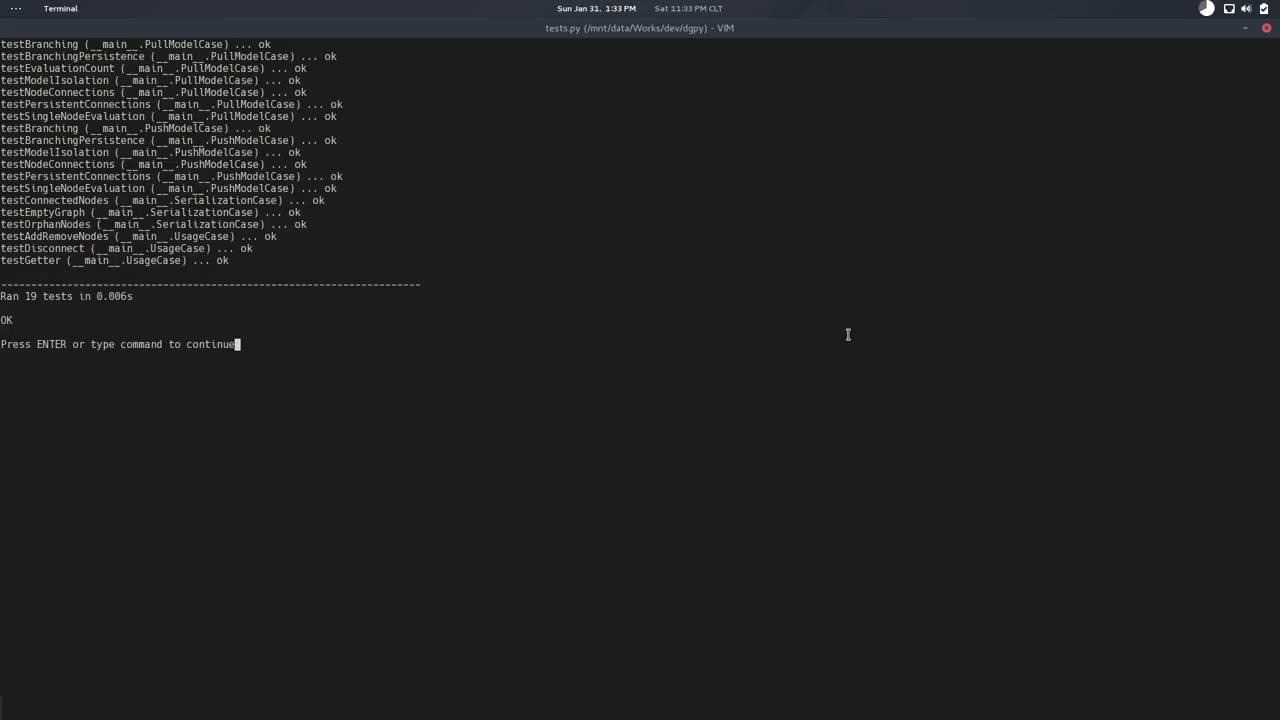 ··· Terminal Sun Jan 31, 1:33 PM Sat 11:33 PM CLT
tests.py (/mnt/data/Works/dev/dgpy) - VIM
testBranching (__main__.PullModelCase) ... ok
testBranchingPersistence (__main__.PullModelCase) ... ok
testEvaluationCount (__main__.PullModelCase) ... ok
testModelIsolation (__main__.PullModelCase) ... ok
testNodeConnections (__main__.PullModelCase) ... ok
testPersistentConnections (__main__.PullModelCase) ... ok
testSingleNodeEvaluation (__main__.PullModelCase) ... ok
testBranching (__main__.PushModelCase) ... ok
testBranchingPersistence (__main__.PushModelCase) ... ok
testModelIsolation (__main__.PushModelCase) ... ok
testNodeConnections (__main__.PushModelCase) ... ok
testPersistentConnections (__main__.PushModelCase) ... ok
testSingleNodeEvaluation (__main__.PushModelCase) ... ok
testConnectedNodes (__main__.SerializationCase) ... ok
testEmptyGraph (__main__.SerializationCase) ... ok
testOrphanNodes (__main__.SerializationCase) ... ok
testAddRemoveNodes (__main__.UsageCase) ... ok
testDisconnect (__main__.UsageCase) ... ok
testGetter (__main__.UsageCase) ... ok
----------------------------------------------------------------------
Ran 19 tests in 0.006s
OK
Press ENTER or type command to continue